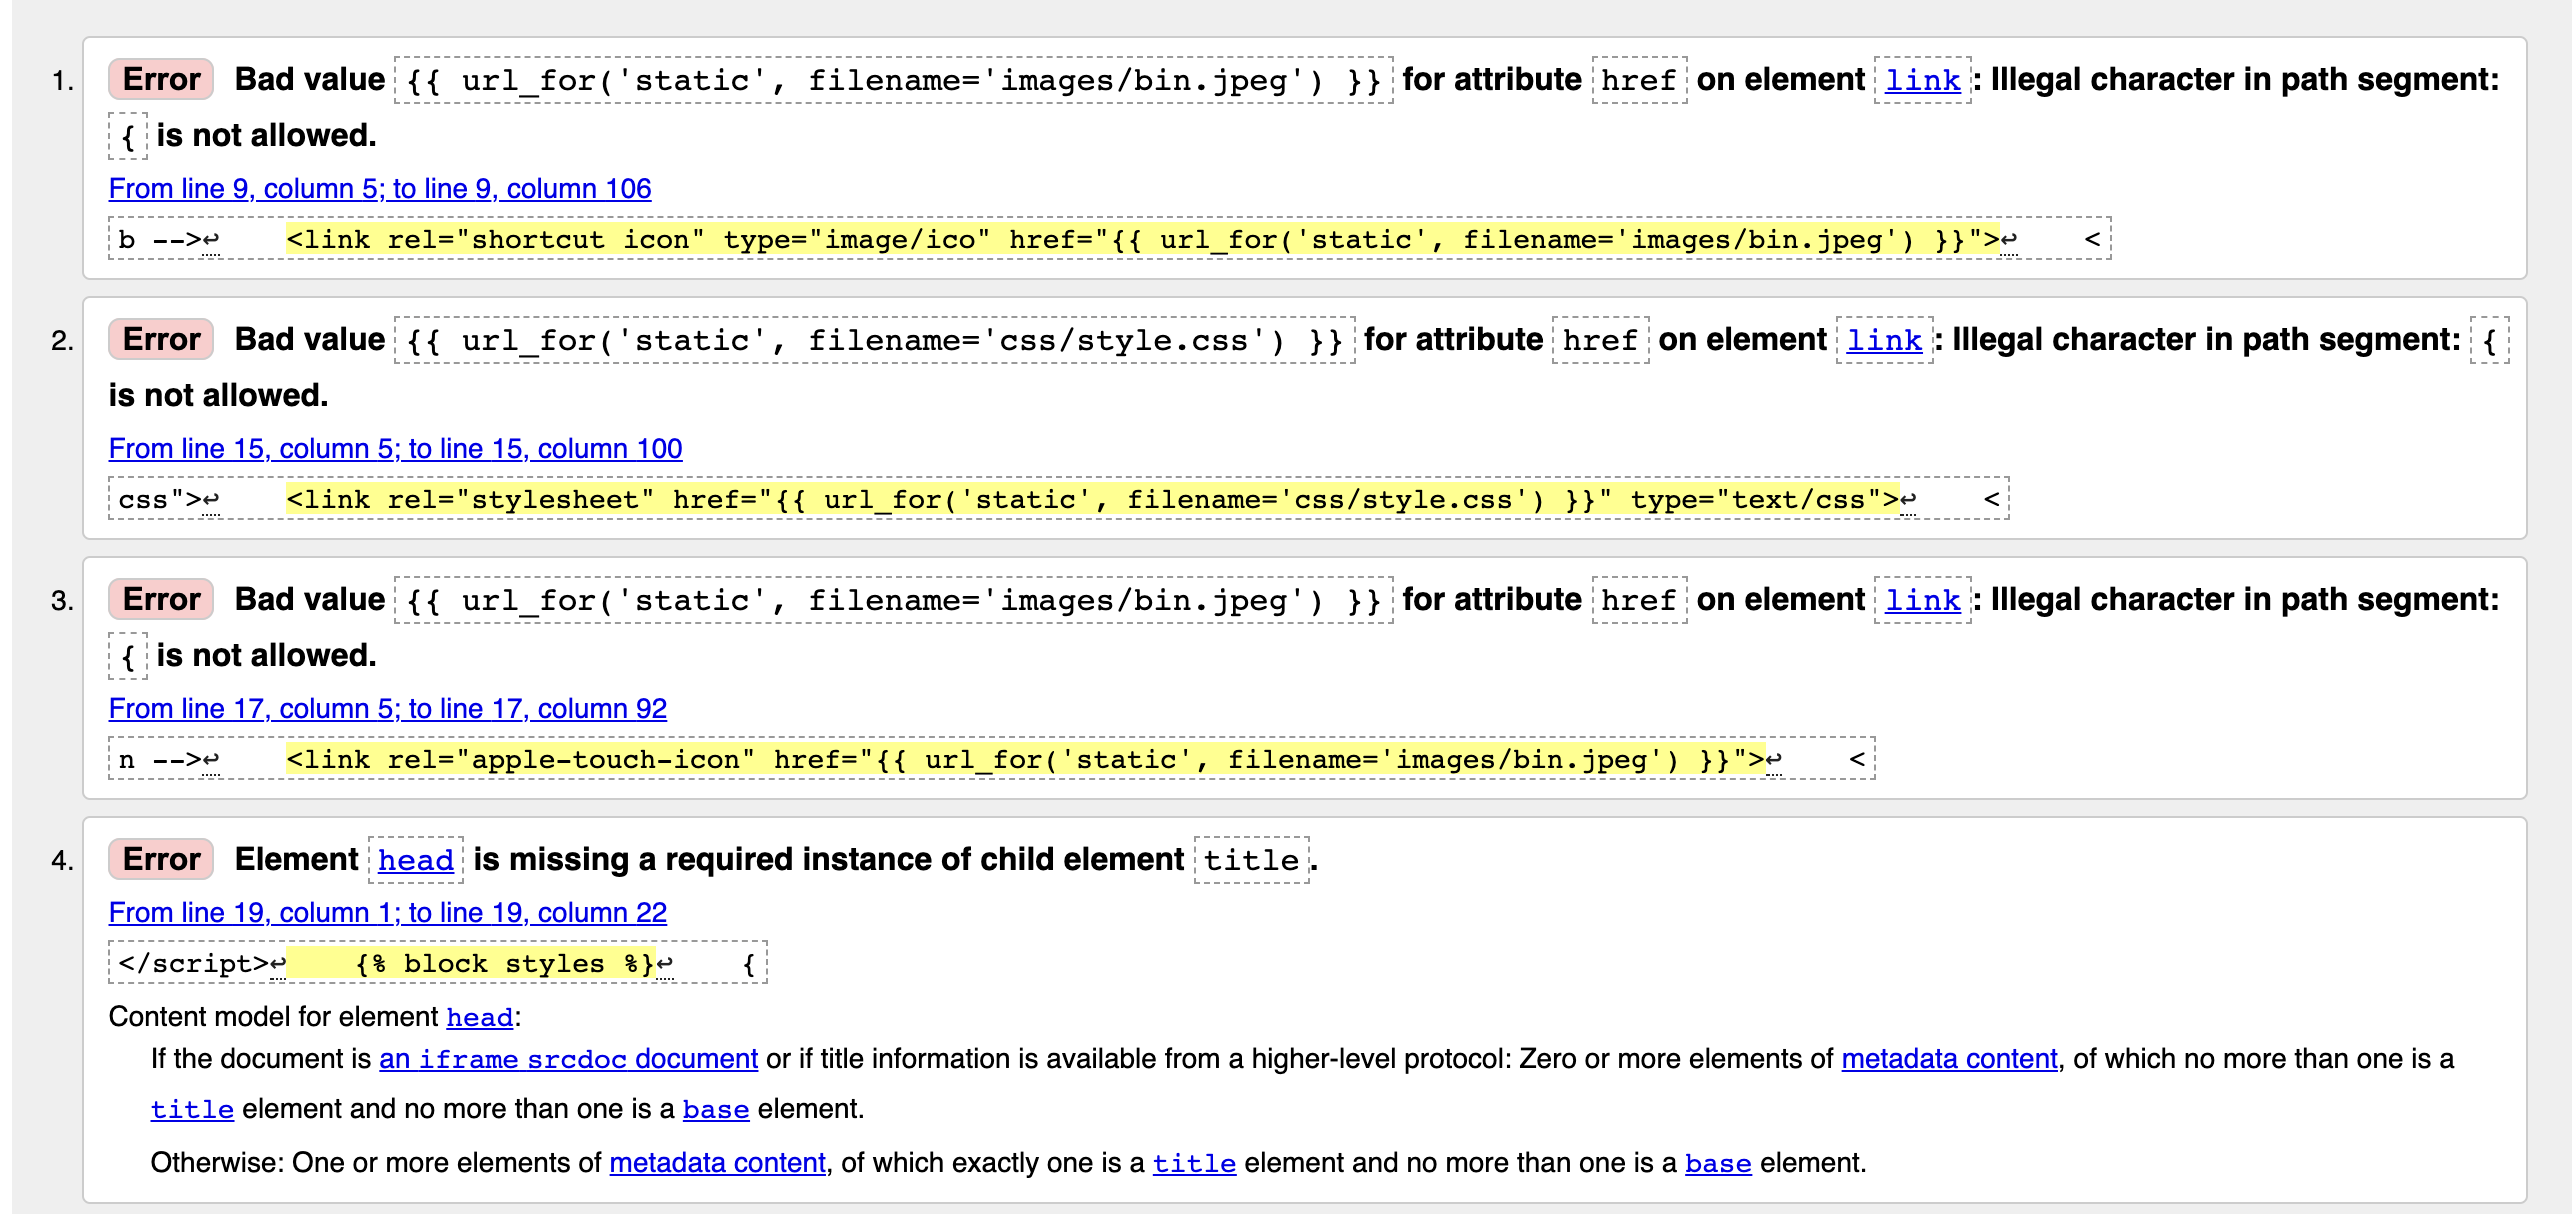 1. Error Bad value {{ url_for('static', filename='images/bin.jpeg') }} for attribute href on element link: Illegal character in path segment:
{ is not allowed.
From line 9, column 5; to line 9, column 106
b -->↩    <link rel="shortcut icon" type="image/ico" href="{{ url_for('static', filename='images/bin.jpeg') }}">↩    <
2. Error Bad value {{ url_for('static', filename='css/style.css') }} for attribute href on element link: Illegal character in path segment: {
is not allowed.
From line 15, column 5; to line 15, column 100
css">↩    <link rel="stylesheet" href="{{ url_for('static', filename='css/style.css') }}" type="text/css">↩    <
3. Error Bad value {{ url_for('static', filename='images/bin.jpeg') }} for attribute href on element link: Illegal character in path segment:
{ is not allowed.
From line 17, column 5; to line 17, column 92
n -->↩    <link rel="apple-touch-icon" href="{{ url_for('static', filename='images/bin.jpeg') }}">↩    <
4. Error Element head is missing a required instance of child element title.
From line 19, column 1; to line 19, column 22
</script>↩    {% block styles %}↩    {
Content model for element head:
If the document is an iframe srcdoc document or if title information is available from a higher-level protocol: Zero or more elements of metadata content, of which no more than one is a
title element and no more than one is a base element.
Otherwise: One or more elements of metadata content, of which exactly one is a title element and no more than one is a base element.